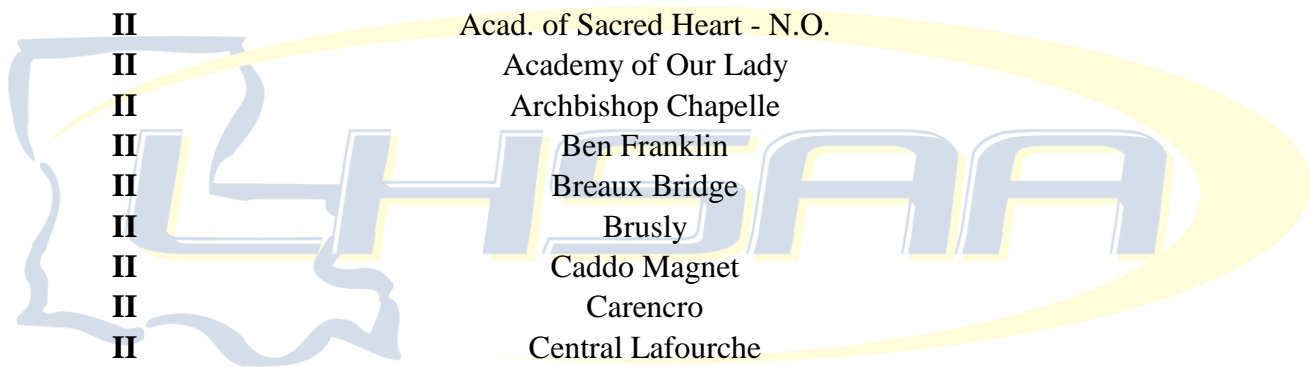 II Acad. of Sacred Heart - N.O.
II Academy of Our Lady
II Archbishop Chapelle
II Ben Franklin
II Breaux Bridge
LHSAA
II Brusly
II Caddo Magnet
II Carencro
II Central Lafourche